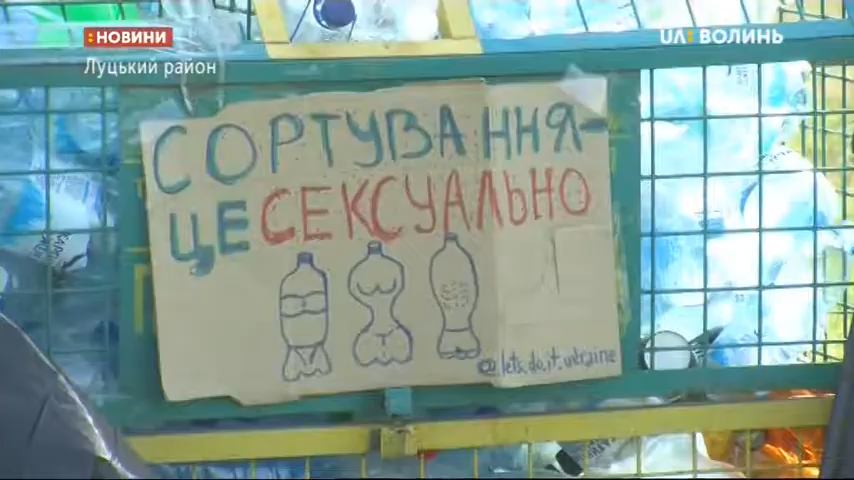 НОВИНИ
UA: ВОЛИНЬ
Луцький район
СОРТУВАННЯ-
ЦЕ СЕКСУАЛЬНО
@lets.do.it.ukraine